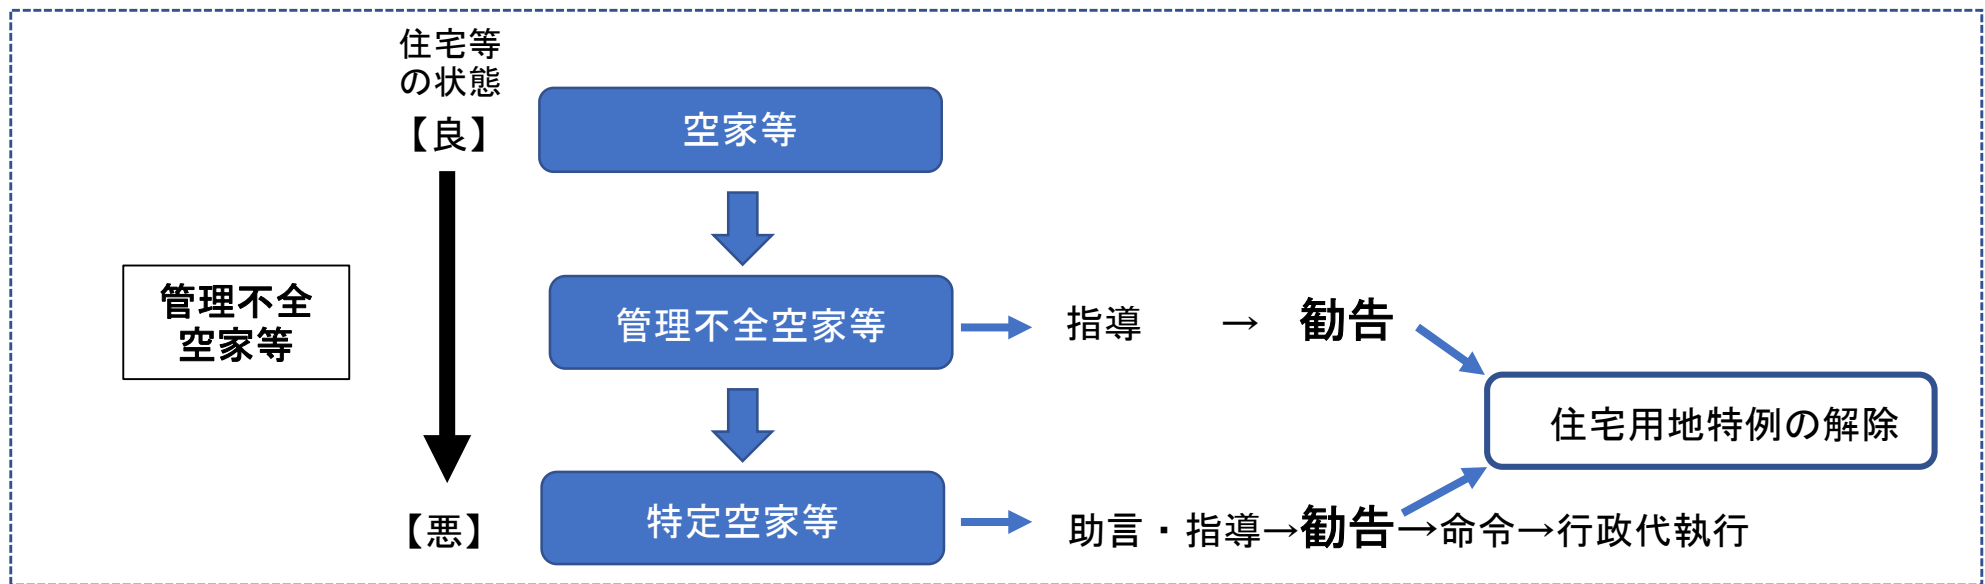 住宅等
の状態
【良】
空家等
管理不全
空家等
管理不全空家等
指導 → 勧告
住宅用地特例の解除
【悪】
特定空家等
助言・指導→勧告→命令→行政代執行